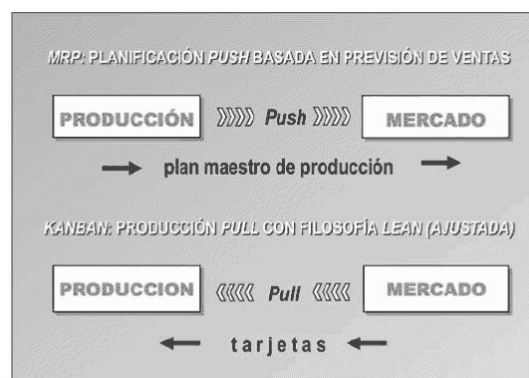 MRP: PLANIFICACIÓN PUSH BASADA EN PREVISIÓN DE VENTAS
PRODUCCIÓN Push MERCADO
plan maestro de producción
KANBAN: PRODUCCIÓN PULL CON FILOSOFÍA LEAN (AJUSTADA)
PRODUCCION Pull MERCADO
tarjetas